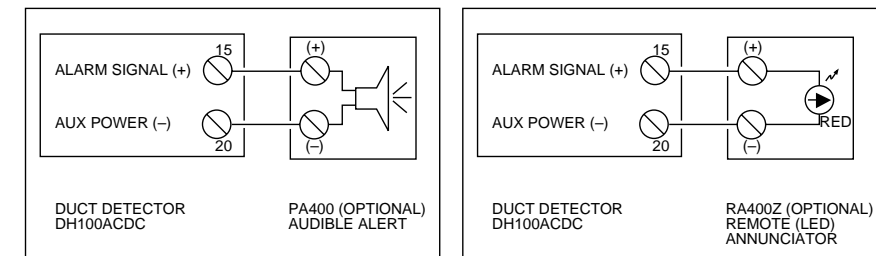 15
(+)
ALARM SIGNAL (+)
AUX POWER (–)
20
(–)
DUCT DETECTOR
DH100ACDC
PA400 (OPTIONAL)
AUDIBLE ALERT
15
(+)
ALARM SIGNAL (+)
AUX POWER (–)
RED
20
(–)
DUCT DETECTOR
DH100ACDC
RA400Z (OPTIONAL)
REMOTE (LED)
ANNUNCIATOR